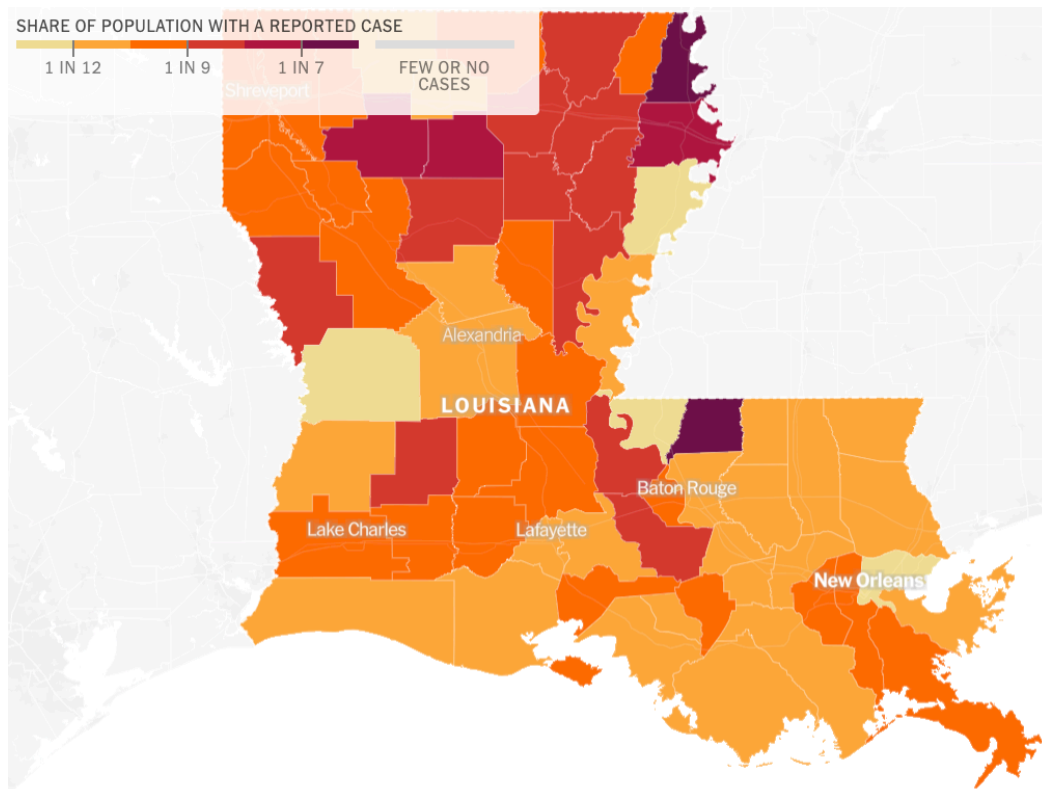 SHARE OF POPULATION WITH A REPORTED CASE
1 IN 12 1 IN 9 1 IN 7 FEW OR NO
CASES
Shreveport
Alexandria
LOUISIANA
Baton Rouge
Lake Charles Lafayette
New Orleans